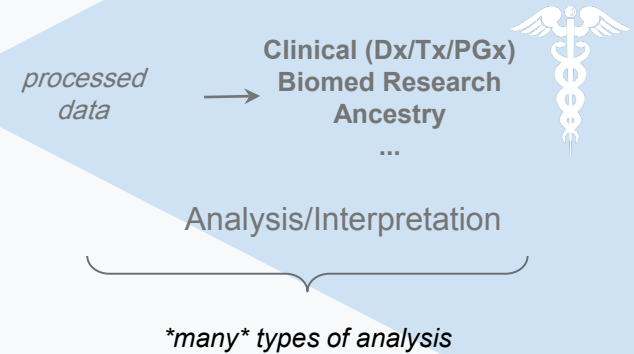 processed
data
Clinical (Dx/Tx/PGx)
Biomed Research
Ancestry
...
Analysis/Interpretation
*many* types of analysis